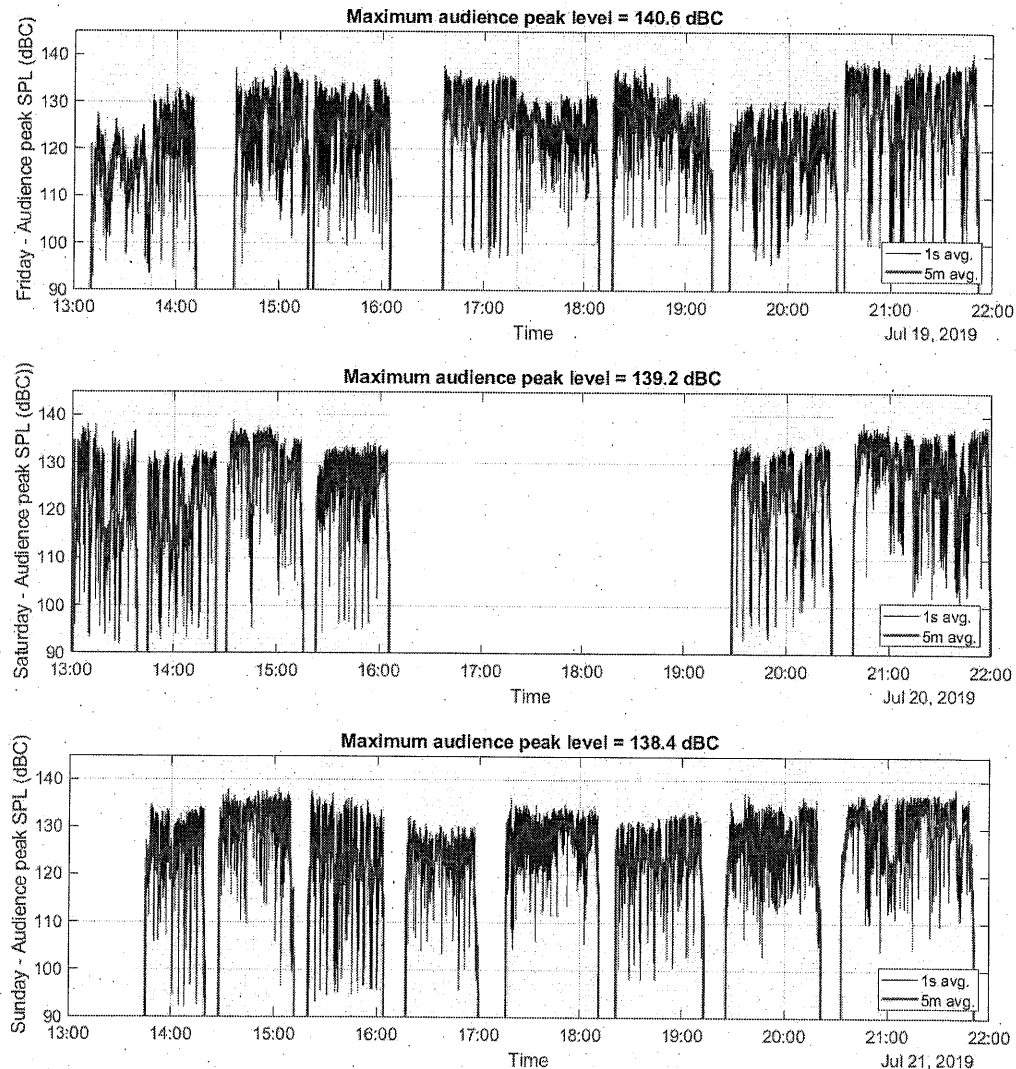 Maximum audience peak level = 140.6 dBC
Friday - Audience peak SPL (dBC)
140
130
120
110
100
90
1s avg.
5m avg.
13:00 14:00 15:00 16:00 17:00 18:00 19:00 20:00 21:00 22:00
Time
Jul 19, 2019
Maximum audience peak level = 139.2 dBC
Saturday - Audience peak SPL (dBC))
140
130
120
110
100
90
1s avg.
5m avg.
13:00 14:00 15:00 16:00 17:00 18:00 19:00 20:00 21:00 22:00
Time
Jul 20, 2019
Maximum audience peak level = 138.4 dBC
Sunday - Audience peak SPL (dBC)
140
130
120
110
100
90
1s avg.
5m avg.
13:00 14:00 15:00 16:00 17:00 18:00 19:00 20:00 21:00 22:00
Time
Jul 21, 2019